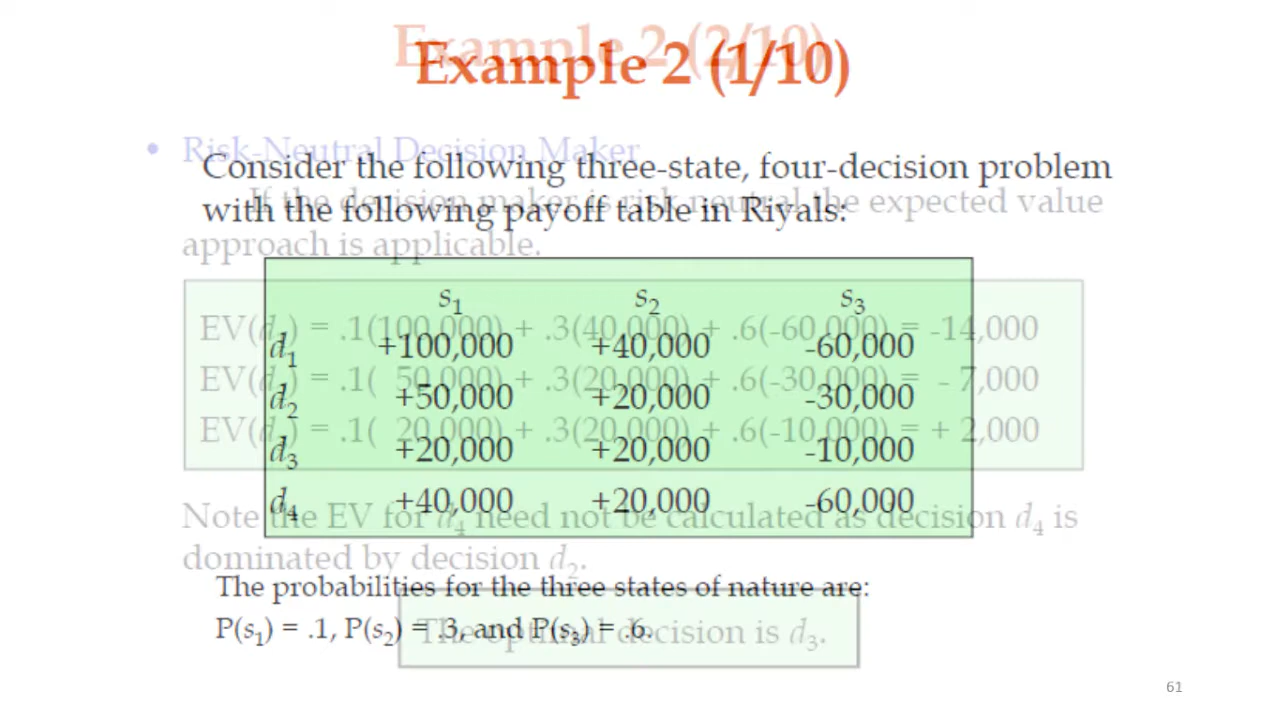 Example 2 (1/10)
Consider the following three-state, four-decision problem
with the following payoff table in Riyals:
s1 s2 s3
d1 +100,000 +40,000 -60,000
d2 +50,000 +20,000 -30,000
d3 +20,000 +20,000 -10,000
d4 +40,000 +20,000 -60,000
The probabilities for the three states of nature are:
P(s1) = .1, P(s2) = .3, and P(s3) = .6.
Example 2 (2/10)
• Risk-Neutral Decision Maker
If the decision maker is risk neutral the expected value
approach is applicable.
EV(d1) = .1(100,000) + .3(40,000) + .6(-60,000) = -14,000
EV(d2) = .1( 50,000) + .3(20,000) + .6(-30,000) = - 7,000
EV(d3) = .1( 20,000) + .3(20,000) + .6(-10,000) = + 2,000
Note the EV for d4 need not be calculated as decision d4 is
dominated by decision d2.
The optimal decision is d3.
61